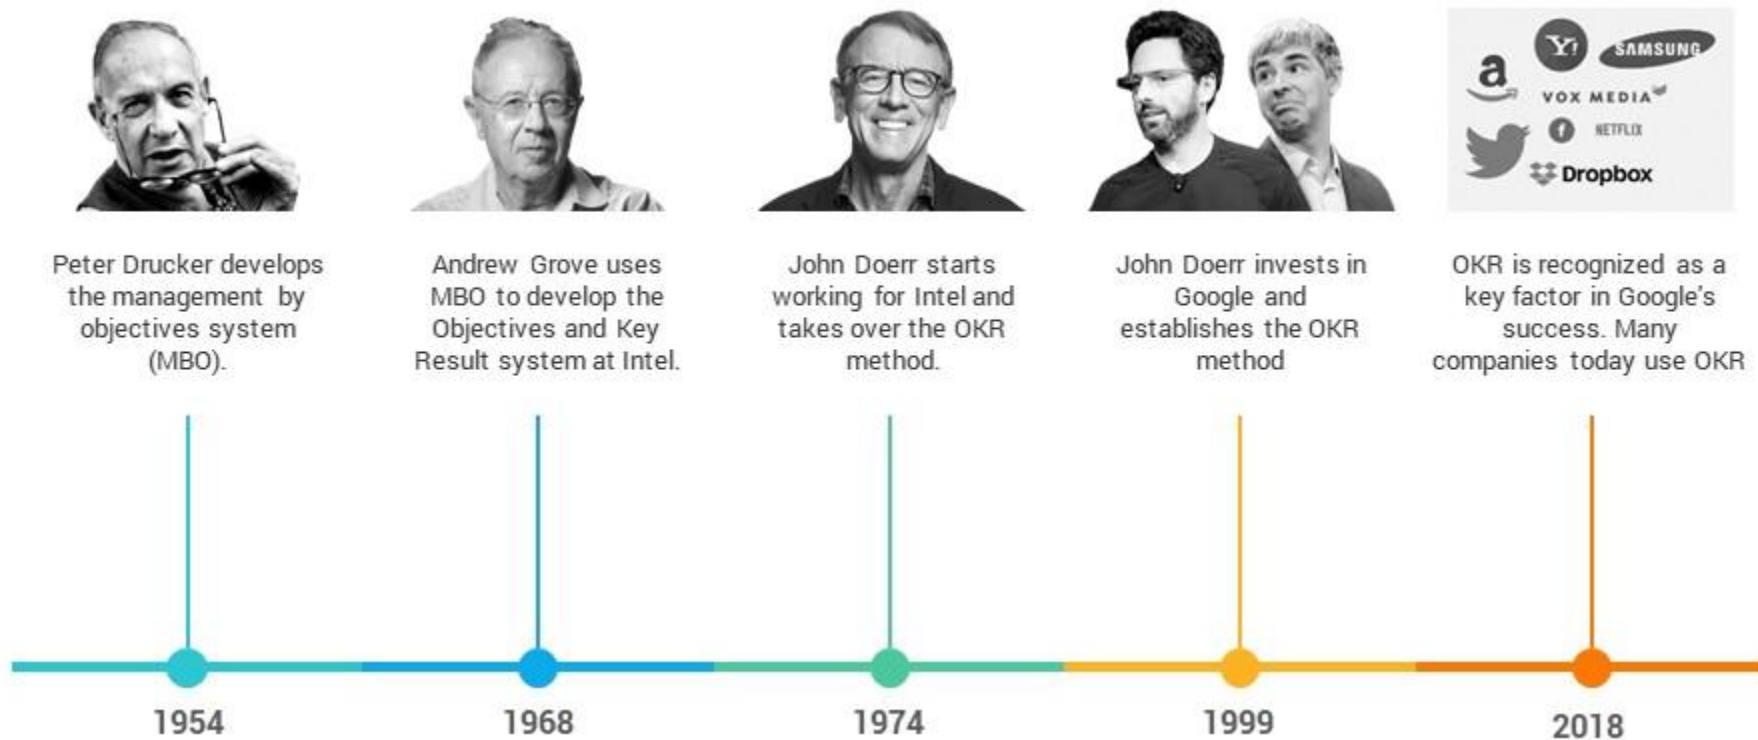 Y!
SAMSUNG
a
VOX MEDIA
f
NETFLIX
Dropbox
Peter Drucker develops
the management by
objectives system
(MBO).
Andrew Grove uses
MBO to develop the
Objectives and Key
Result system at Intel.
John Doerr starts
working for Intel and
takes over the OKR
method.
John Doerr invests in
Google and
establishes the OKR
method
OKR is recognized as a
key factor in Google's
success. Many
companies today use OKR
1954
1968
1974
1999
2018